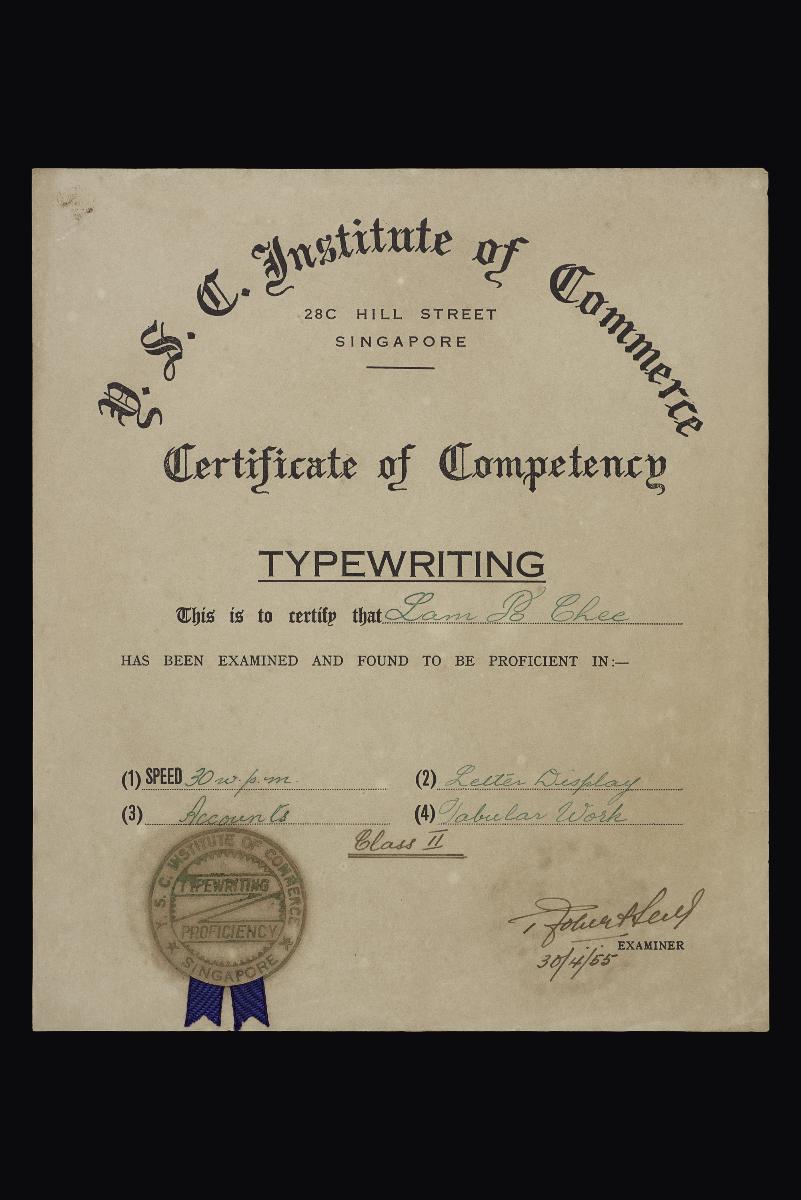 Y. S. C. Institute of Commerce
28C HILL STREET
SINGAPORE
Certificate of Competency
TYPEWRITING
This is to certify that Lam B Chee
HAS BEEN EXAMINED AND FOUND TO BE PROFICIENT IN:—
(1) SPEED 30 w.p.m.
(2) Letter Display
(3) Accounts
(4) Tabular Work
Class II
Y. S. C. INSTITUTE OF COMMERCE
TYPEWRITING
PROFICIENCY
SINGAPORE
EXAMINER
30/4/55